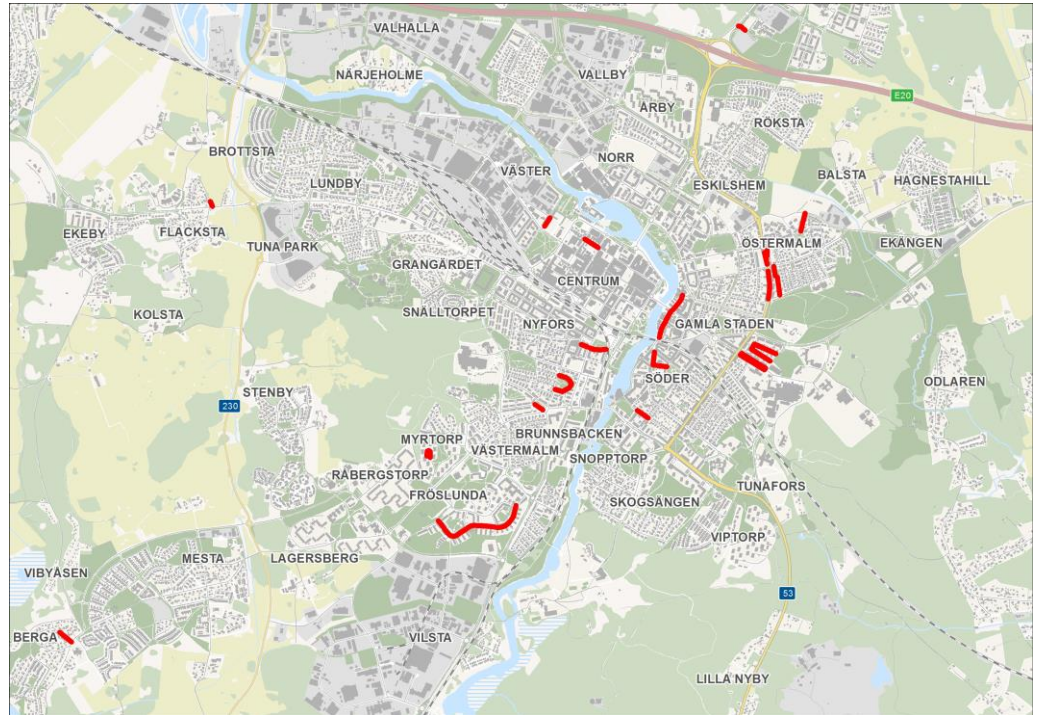 VALHALLA
NÄRJEHOLME
VALLBY
ÅRBY
E20
RÖKSTA
BROTTSTA
NORR
LUNDBY
VÄSTER
ESKILSHEM
BALSTA
HAGNESTAHILL
EKEBY
FLACKSTA
TUNA PARK
ÖSTERMALM
EKÄNGEN
GRANGÄRDET
CENTRUM
KOLSTA
SNÄLLTORPET
NYFORS
GAMLA STADEN
SÖDER
ODLAREN
STENBY
230
BRUNNSBACKEN
MYRTORP
VÄSTERMALM
SNOPPTORP
RÅBERGSTORP
FRÖSLUNDA
SKOGSÄNGEN
TUNAFORS
VIPTORP
MESTA
LAGERSBERG
VIBYÅSEN
53
BERGA
VILSTA
LILLA NYBY